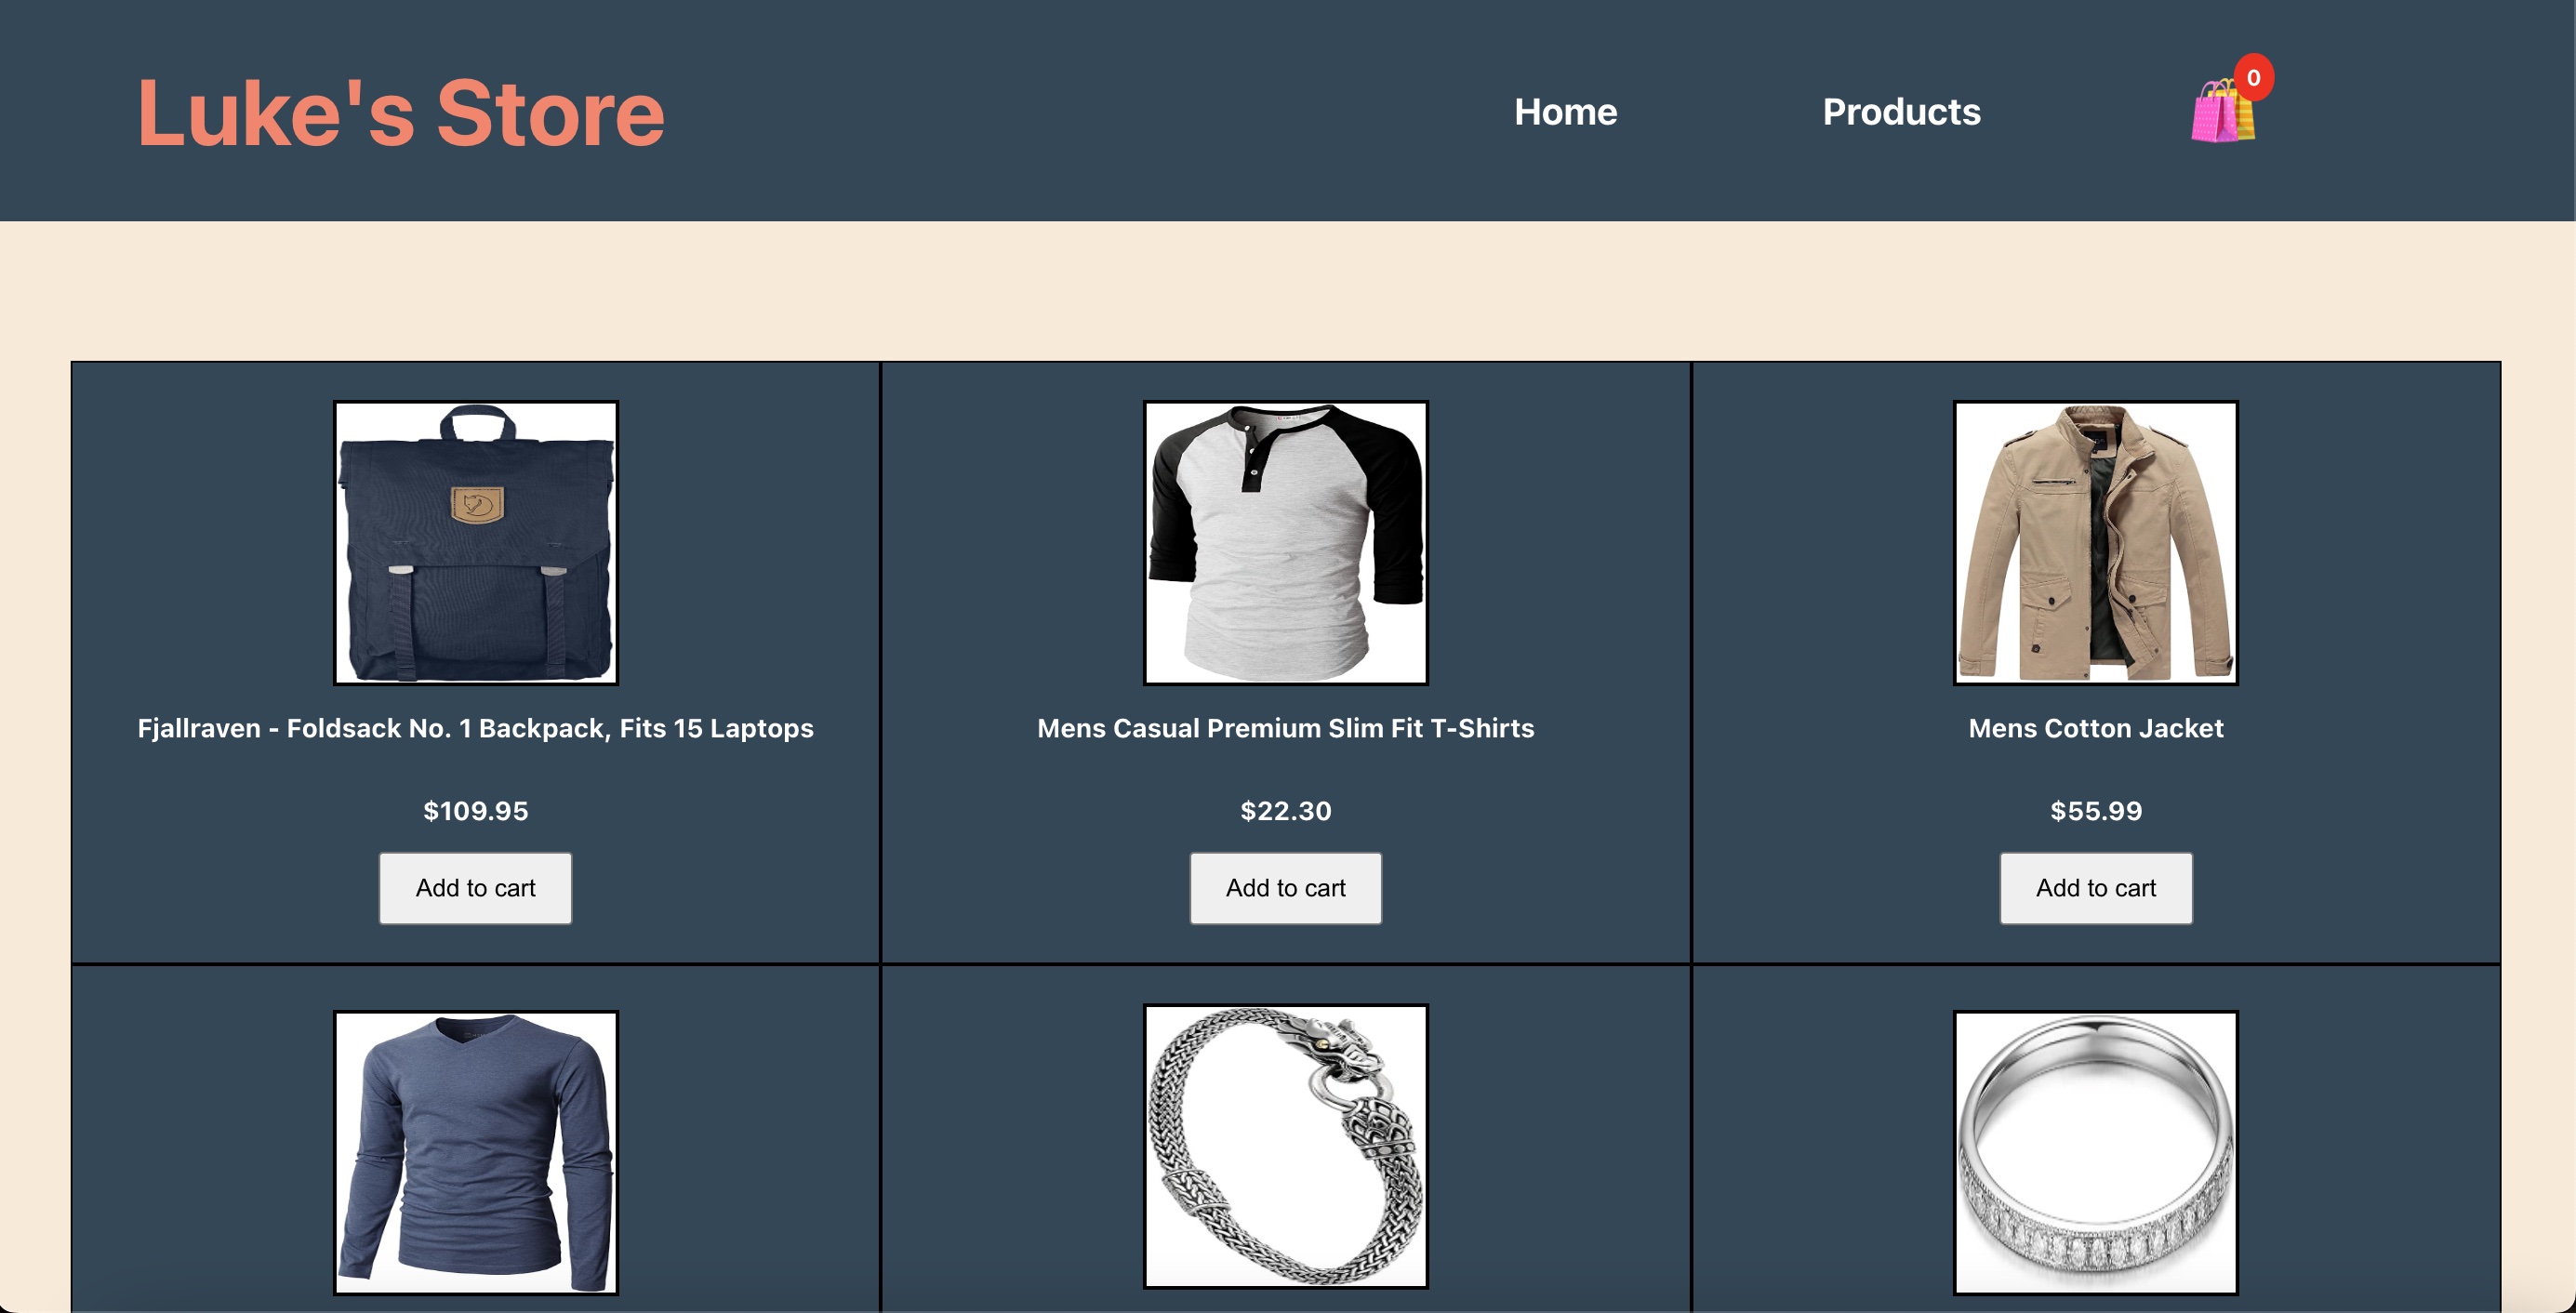 Luke's Store
Home
Products
0
Fjallraven - Foldsack No. 1 Backpack, Fits 15 Laptops
Mens Casual Premium Slim Fit T-Shirts
Mens Cotton Jacket
$109.95
$22.30
$55.99
Add to cart
Add to cart
Add to cart